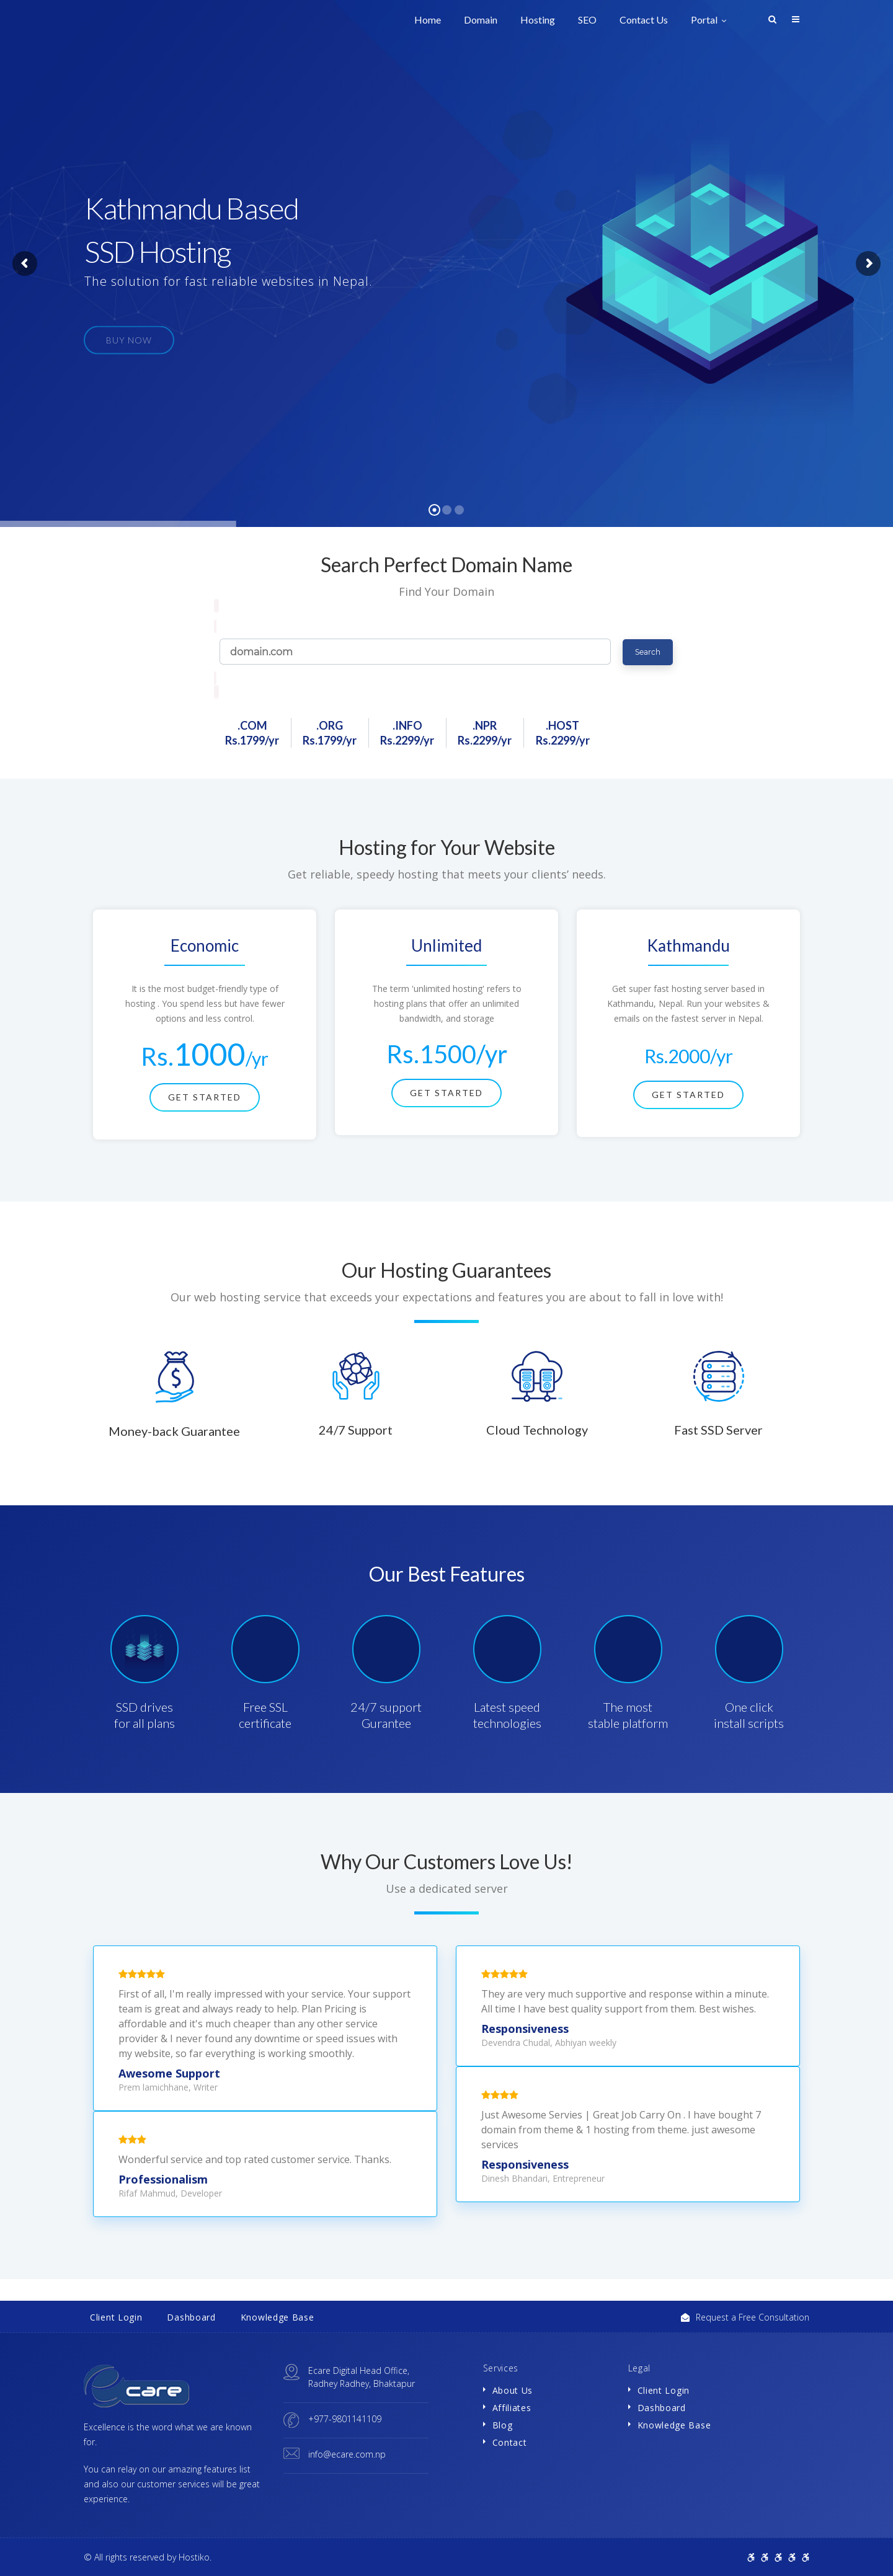 Home Domain Hosting SEO Contact Us Portal
Kathmandu Based
SSD Hosting
The solution for fast reliable websites in Nepal.
BUY NOW
Search Perfect Domain Name
Find Your Domain
domain.com
Search
.COM
Rs.1799/yr
.ORG
Rs.1799/yr
.INFO
Rs.2299/yr
.NPR
Rs.2299/yr
.HOST
Rs.2299/yr
Hosting for Your Website
Get reliable, speedy hosting that meets your clients' needs.
Economic
It is the most budget-friendly type of
hosting . You spend less but have fewer
options and less control.
Rs.1000/yr
GET STARTED
Unlimited
The term 'unlimited hosting' refers to
hosting plans that offer an unlimited
bandwidth, and storage
Rs.1500/yr
GET STARTED
Kathmandu
Get super fast hosting server based in
Kathmandu, Nepal. Run your websites &
emails on the fastest server in Nepal.
Rs.2000/yr
GET STARTED
Our Hosting Guarantees
Our web hosting service that exceeds your expectations and features you are about to fall in love with!
Money-back Guarantee
24/7 Support
Cloud Technology
Fast SSD Server
Our Best Features
SSD drives
for all plans
Free SSL
certificate
24/7 support
Gurantee
Latest speed
technologies
The most
stable platform
One click
install scripts
Why Our Customers Love Us!
Use a dedicated server
First of all, I'm really impressed with your service. Your support
team is great and always ready to help. Plan Pricing is
affordable and it's much cheaper than any other service
provider & I never found any downtime or speed issues with
my website, so far everything is working smoothly.
Awesome Support
Prem lamichhane, Writer
Wonderful service and top rated customer service. Thanks.
Professionalism
Rifaf Mahmud, Developer
They are very much supportive and response within a minute.
All time I have best quality support from them. Best wishes.
Responsiveness
Devendra Chudal, Abhiyan weekly
Just Awesome Servies | Great Job Carry On . I have bought 7
domain from theme & 1 hosting from theme. just awesome
services
Responsiveness
Dinesh Bhandari, Entrepreneur
Client Login Dashboard Knowledge Base
Request a Free Consultation
ecare
Excellence is the word what we are known
for.
You can relay on our amazing features list
and also our customer services will be great
experience.
Ecare Digital Head Office,
Radhey Radhey, Bhaktapur
+977-9801141109
info@ecare.com.np
Services
About Us
Affiliates
Blog
Contact
Legal
Client Login
Dashboard
Knowledge Base
© All rights reserved by Hostiko.